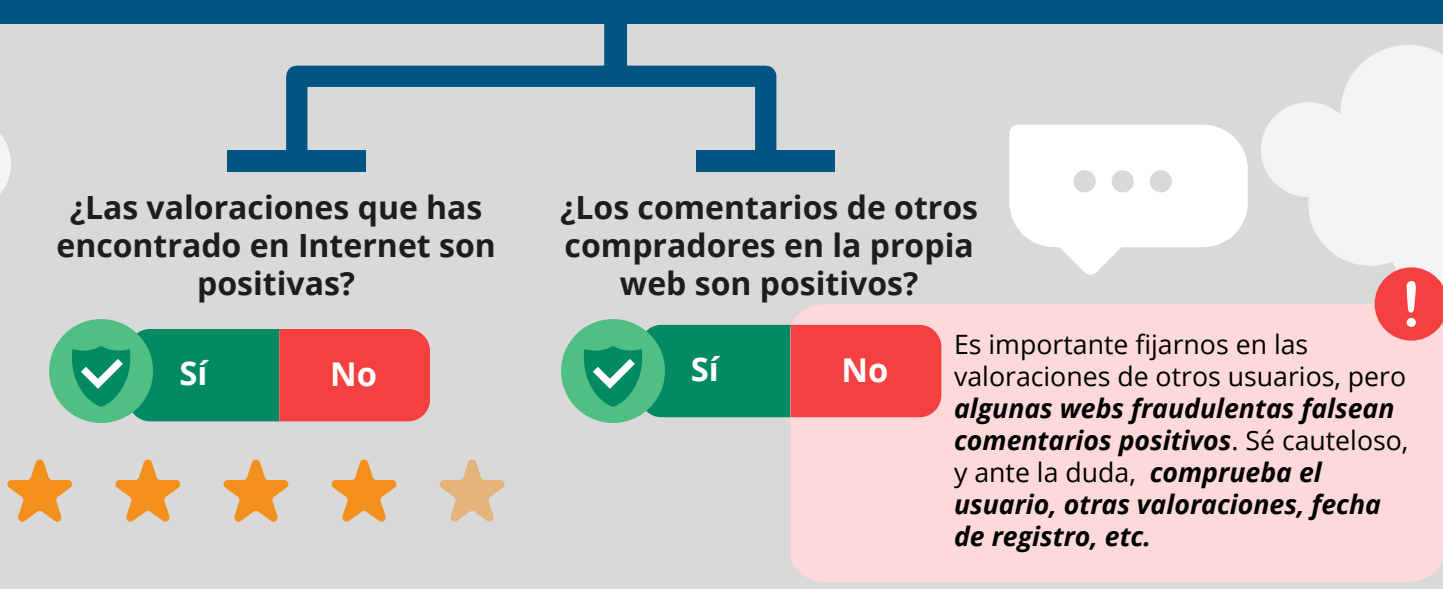 ¿Las valoraciones que has
encontrado en Internet son
positivas?
Sí
No
¿Los comentarios de otros
compradores en la propia
web son positivos?
Sí
No
!
Es importante fijarnos en las
valoraciones de otros usuarios, pero
algunas webs fraudulentas falsean
comentarios positivos. Sé cauteloso,
y ante la duda, comprueba el
usuario, otras valoraciones, fecha
de registro, etc.